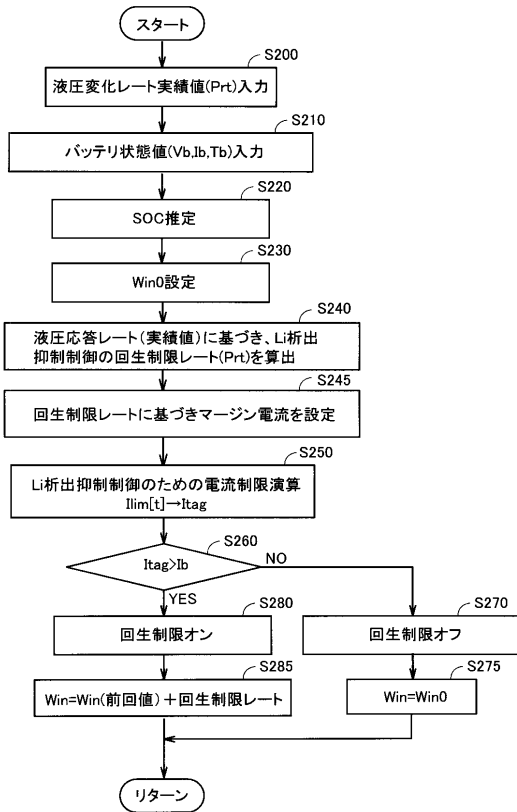 スタート
S200
液圧変化レート実績値(Prt)入力
S210
バッテリ状態値(Vb,Ib,Tb)入力
S220
SOC推定
S230
Win0設定
S240
液圧応答レート(実績値)に基づき、Li析出
抑制制御の回生制限レート(Prt)を算出
S245
回生制限レートに基づきマージン電流を設定
S250
Li析出抑制制御のための電流制限演算
Ilim[t]→Itag
S260
Itag>Ib
NO
YES
S280
回生制限オン
S270
回生制限オフ
S285
Win=Win(前回値)+回生制限レート
S275
Win=Win0
リターン